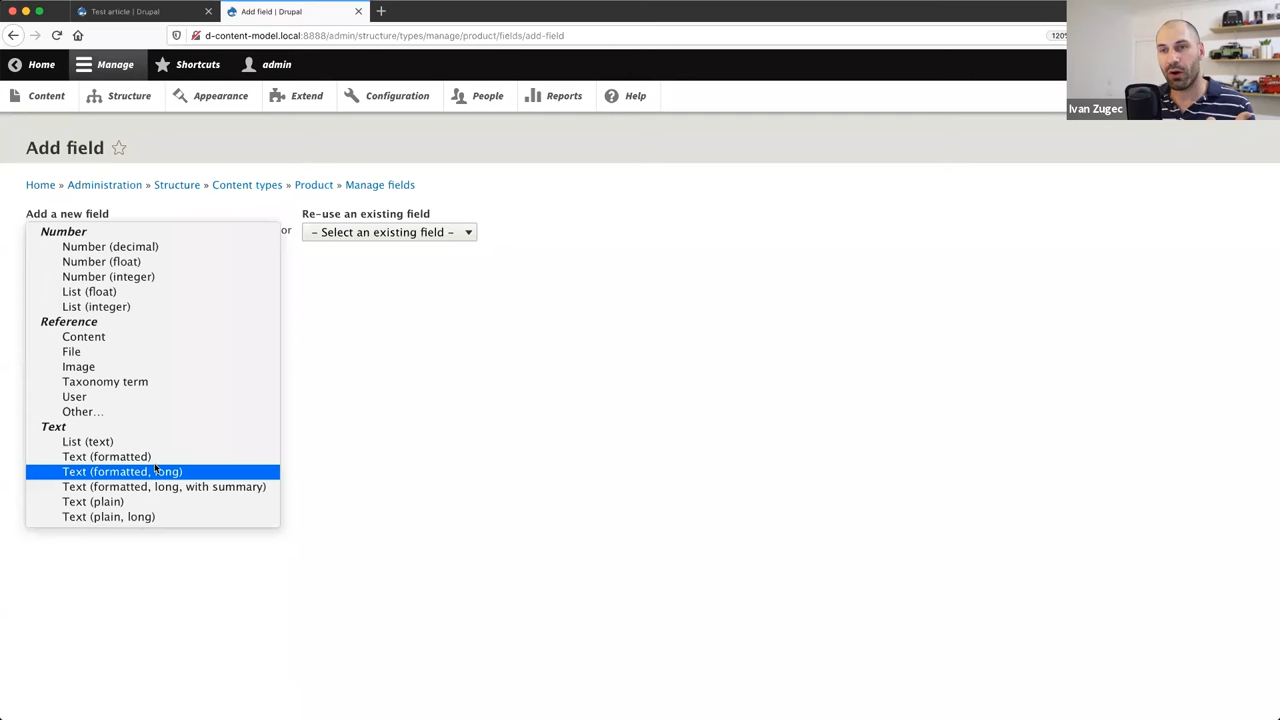 Test article | Drupal
Add field | Drupal
d-content-model.local:8888/admin/structure/types/manage/product/fields/add-field
120%
Home
Manage
Shortcuts
admin
Content
Structure
Appearance
Extend
Configuration
People
Reports
Help
Ivan Zugec
Add field
Home » Administration » Structure » Content types » Product » Manage fields
Add a new field
Number
Number (decimal)
Number (float)
Number (integer)
List (float)
List (integer)
Reference
Content
File
Image
Taxonomy term
User
Other…
Text
List (text)
Text (formatted)
Text (formatted, long)
Text (formatted, long, with summary)
Text (plain)
Text (plain, long)
or
Re-use an existing field
- Select an existing field -